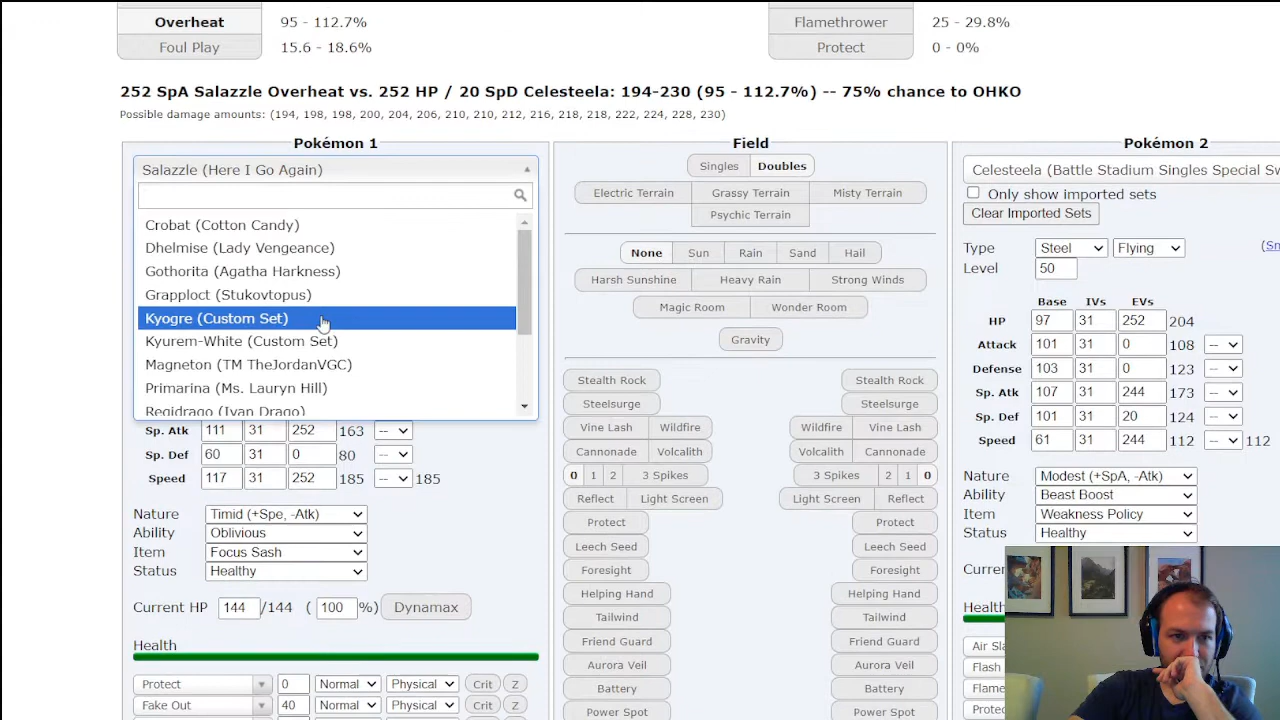 Overheat 95 - 112.7%
Flamethrower 25 - 29.8%
Foul Play 15.6 - 18.6%
Protect 0 - 0%
252 SpA Salazzle Overheat vs. 252 HP / 20 SpD Celesteela: 194-230 (95 - 112.7%) -- 75% chance to OHKO
Possible damage amounts: (194, 198, 198, 200, 204, 206, 210, 210, 212, 216, 218, 218, 222, 224, 228, 230)
Pokémon 1
Salazzle (Here I Go Again)
Crobat (Cotton Candy)
Dhelmise (Lady Vengeance)
Gothorita (Agatha Harkness)
Grapploct (Stukovtopus)
Kyogre (Custom Set)
Kyurem-White (Custom Set)
Magneton (TM TheJordanVGC)
Primarina (Ms. Lauryn Hill)
Regidrago (Ivan Drago)
Sp. Atk 111 31 252 163 --
Sp. Def 60 31 0 80 --
Speed 117 31 252 185 -- 185
Nature Timid (+Spe, -Atk)
Ability Oblivious
Item Focus Sash
Status Healthy
Current HP 144 /144 ( 100 %) Dynamax
Health
Protect 0 Normal Physical Crit Z
Fake Out 40 Normal Physical Crit Z
Field
Singles Doubles
Electric Terrain Grassy Terrain Misty Terrain
Psychic Terrain
None Sun Rain Sand Hail
Harsh Sunshine Heavy Rain Strong Winds
Magic Room Wonder Room
Gravity
Stealth Rock Stealth Rock
Steelsurge Steelsurge
Vine Lash Wildfire Vine Lash Wildfire
Cannonade Volcalith Volcalith Cannonade
0 1 2 3 Spikes 3 Spikes 2 1 0
Reflect Light Screen Light Screen Reflect
Protect Protect
Leech Seed Leech Seed
Foresight Foresight
Helping Hand Helping Hand
Tailwind Tailwind
Friend Guard Friend Guard
Aurora Veil Aurora Veil
Battery Battery
Power Spot Power Spot
Pokémon 2
Celesteela (Battle Stadium Singles Special Sw
Only show imported sets
Clear Imported Sets
Type Steel Flying
Level 50
Base IVs EVs
HP 97 31 252 204
Attack 101 31 0 108 --
Defense 103 31 0 123 --
Sp. Atk 107 31 244 173 --
Sp. Def 101 31 20 124 --
Speed 61 31 244 112 -- 112
Nature Modest (+SpA, -Atk)
Ability Beast Boost
Item Weakness Policy
Status Healthy